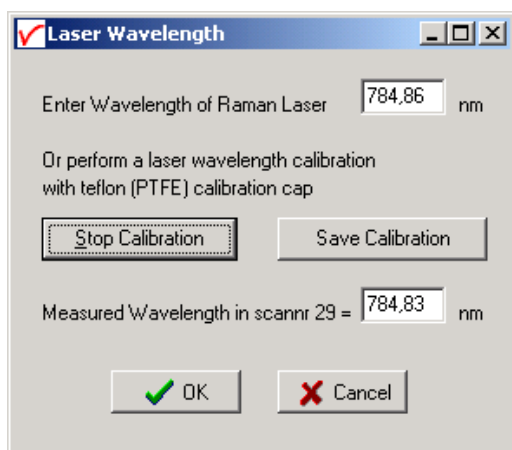 Laser Wavelength
Enter Wavelength of Raman Laser 784,86 nm
Or perform a laser wavelength calibration
with teflon (PTFE) calibration cap
Stop Calibration Save Calibration
Measured Wavelength in scannr 29 = 784,83 nm
OK Cancel